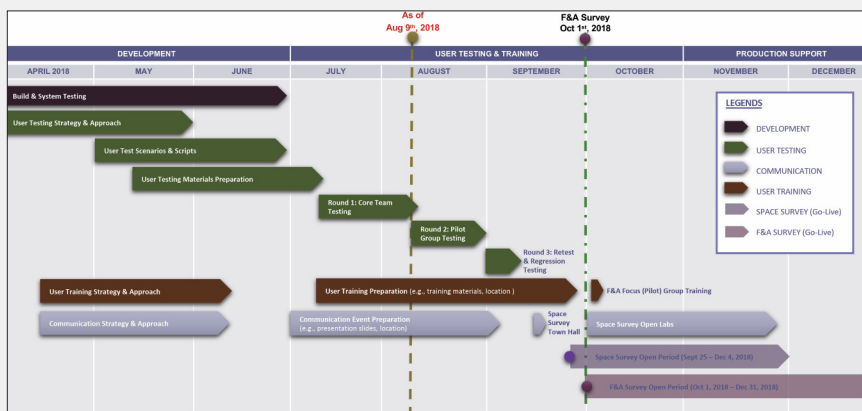 As of
Aug 9th, 2018
F&A Survey
Oct 1st, 2018
DEVELOPMENT
USER TESTING & TRAINING
PRODUCTION SUPPORT
APRIL 2018
MAY
JUNE
JULY
AUGUST
SEPTEMBER
OCTOBER
NOVEMBER
DECEMBER
Build & System Testing
User Testing Strategy & Approach
User Test Scenarios & Scripts
User Testing Materials Preparation
Round 1: Core Team
Testing
Round 2: Pilot
Group Testing
Round 3: Retest
& Regression
Testing
User Training Strategy & Approach
User Training Preparation (e.g., training materials, location )
F&A Focus (Pilot) Group Training
Communication Strategy & Approach
Communication Event Preparation
(e.g., presentation slides, location)
Space
Survey
Town Hall
Space Survey Open Labs
Space Survey Open Period (Sept 25 – Dec 4, 2018)
F&A Survey Open Period (Oct 1, 2018 – Dec 31, 2018)
LEGENDS
DEVELOPMENT
USER TESTING
COMMUNICATION
USER TRAINING
SPACE SURVEY (Go-Live)
F&A SURVEY (Go-Live)